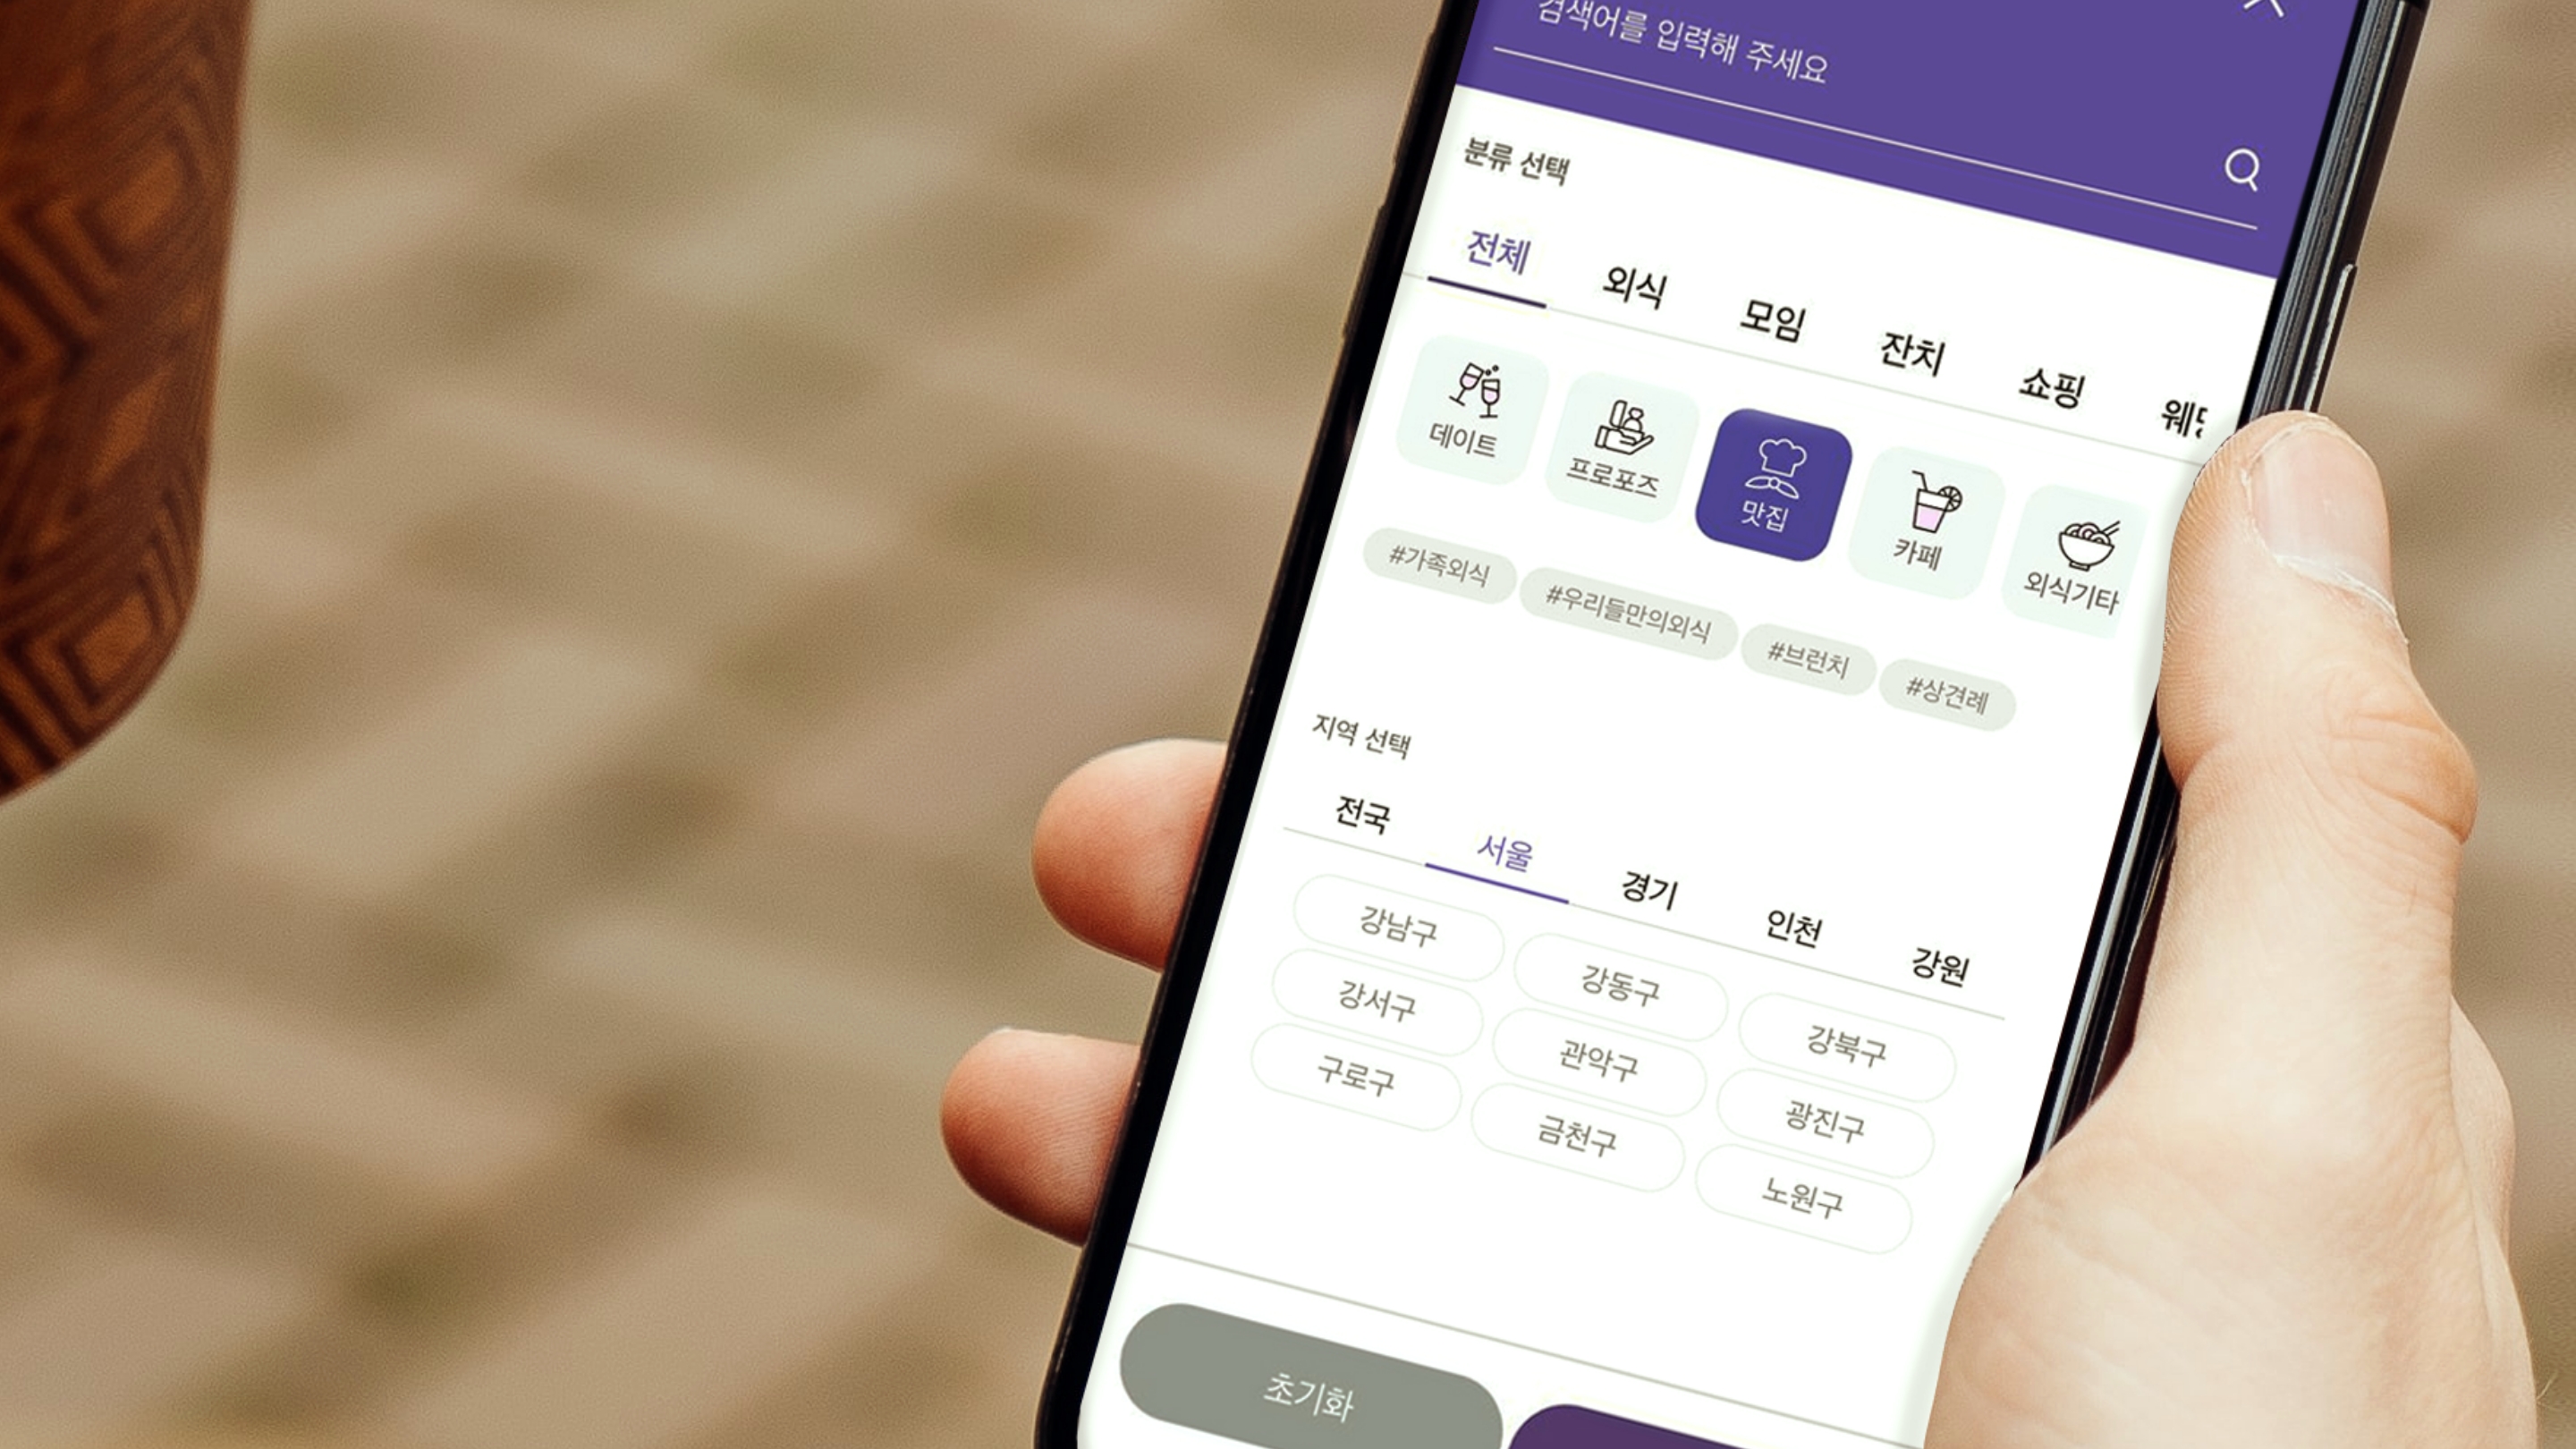 검색어를 입력해 주세요
분류 선택
전체 외식 모임 잔치 쇼핑
데이트 프로포즈 맛집 카페 외식기타
#가족외식 #우리들만의외식 #브런치 #상견례
지역 선택
전국 서울 경기 인천 강원
강남구 강동구 강북구
강서구 관악구 광진구
구로구 금천구 노원구
초기화